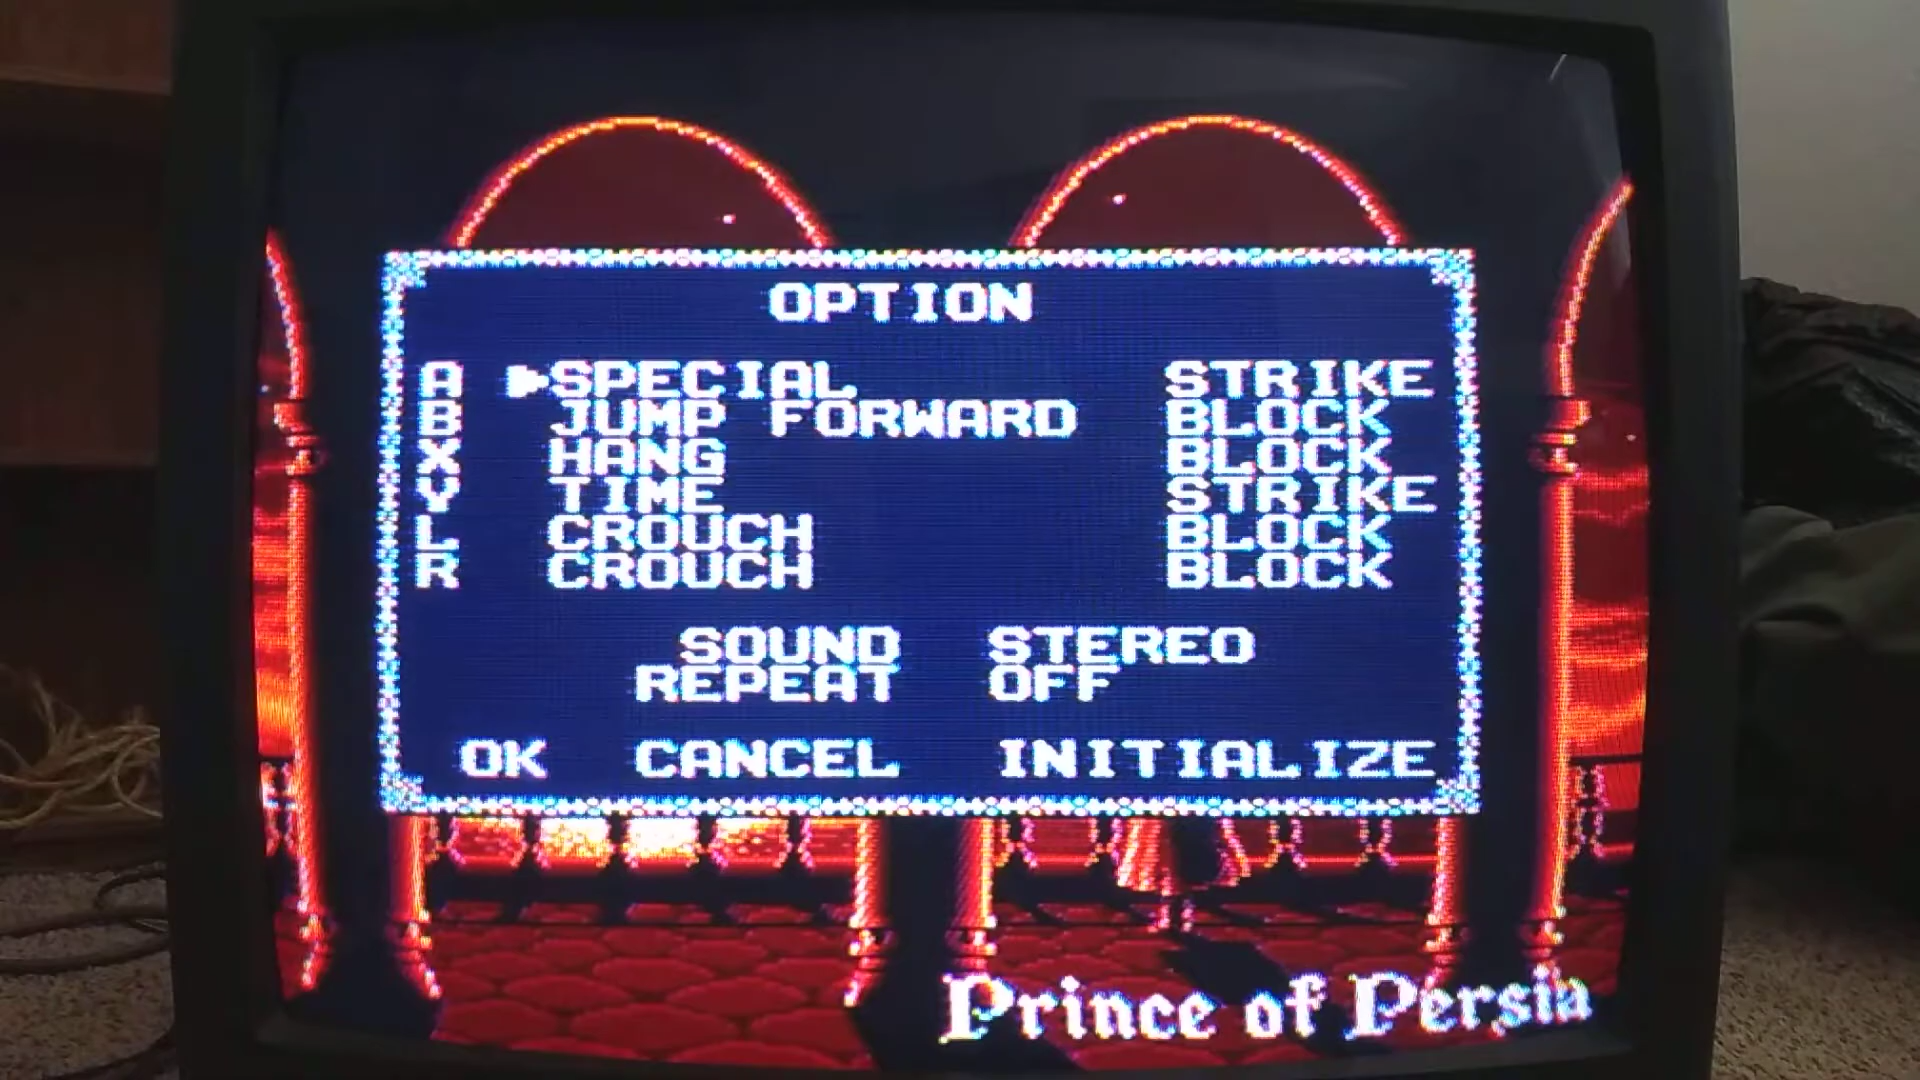 OPTION
A SPECIAL STRIKE
B JUMP FORWARD BLOCK
X HANG BLOCK
Y TIME STRIKE
L CROUCH BLOCK
R CROUCH BLOCK
SOUND STEREO
REPEAT OFF
OK CANCEL INITIALIZE
Prince of Persia